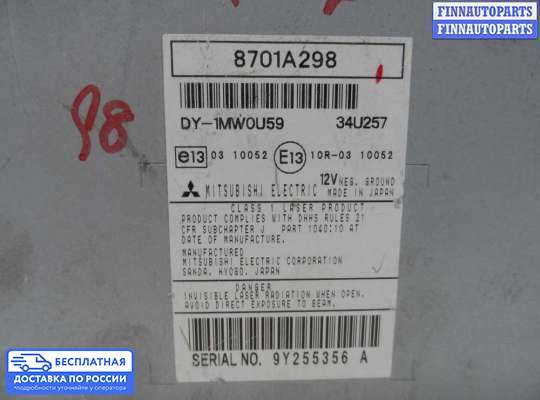 FINNAUTOPARTS
FINNAUTOPARTS
98
8701A298
DY-1MW0U59 34U257
e13 03 10052 E13 10R-03 10052
12V NEG. GROUND
MITSUBISHI ELECTRIC MADE IN JAPAN
CLASS 1 LASER PRODUCT
PRODUCT COMPLIES WITH DHHS RULES 21
CFR SUBCHAPTER J PART 1040:10 AT
DATE OF MANUFACTURE.
MANUFACTURED
MITSUBISHI ELECTRIC CORPORATION
SANDA, HYOGO, JAPAN
DANGER
INVISIBLE LASER RADIATION WHEN OPEN.
AVOID DIRECT EXPOSURE TO BEAM.
SERIAL NO. 9Y255356 A
БЕСПЛАТНАЯ
ДОСТАВКА ПО РОССИИ
подробности уточняйте у оператора